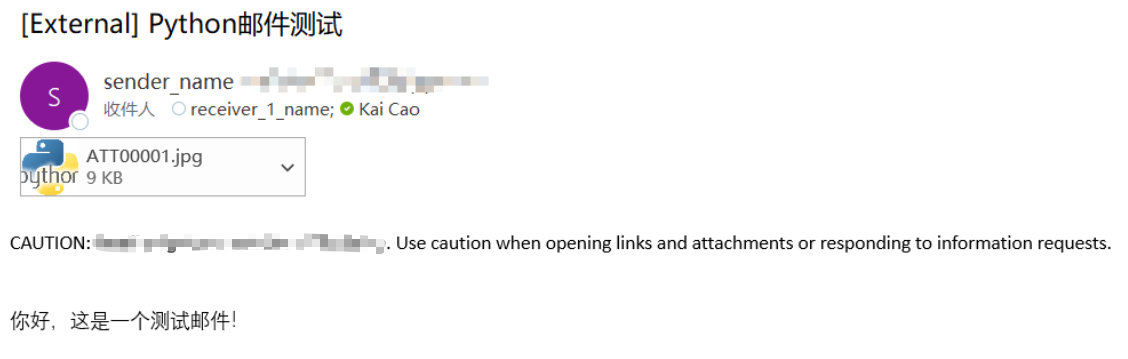 [External] Python邮件测试
S
sender_name
收件人 receiver_1_name; Kai Cao
ATT00001.jpg
python
9 KB
CAUTION: . Use caution when opening links and attachments or responding to information requests.
你好，这是一个测试邮件！